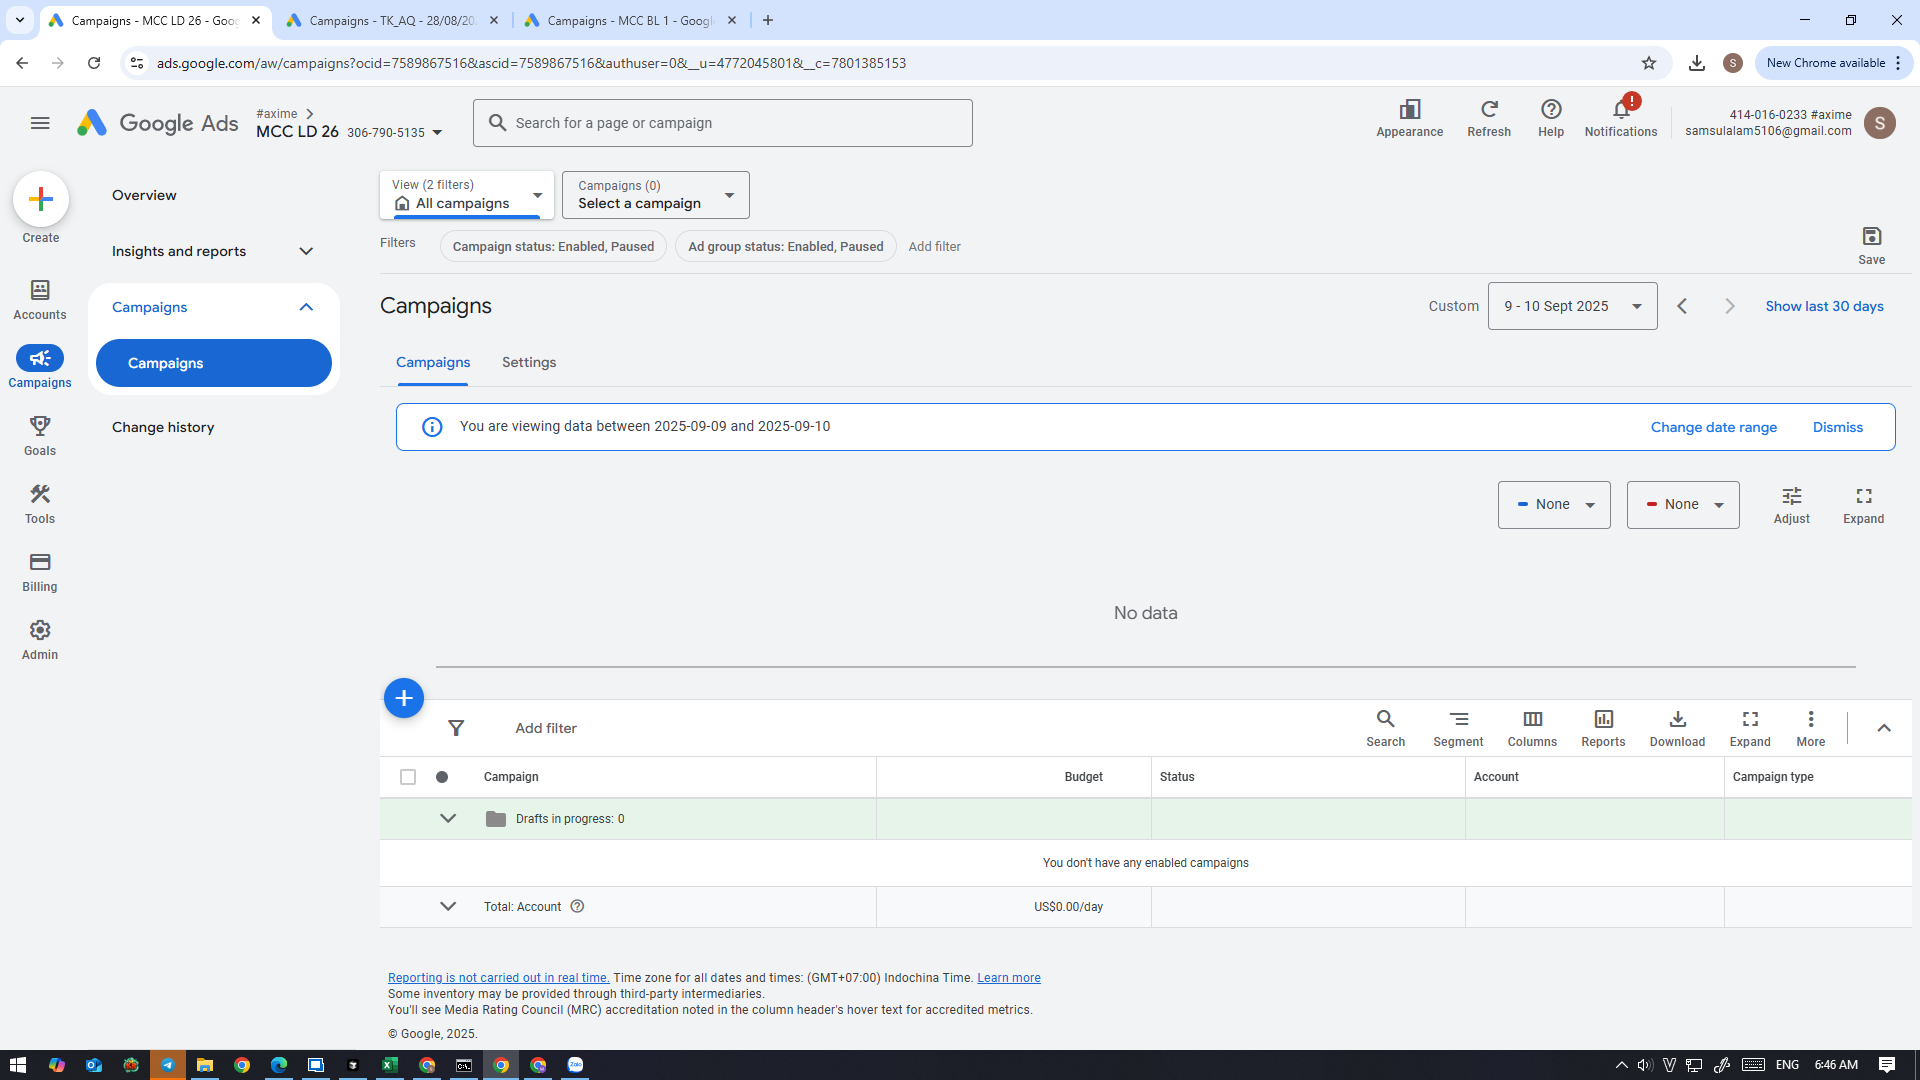 Campaigns - MCC LD 26 - Goog
Campaigns - TK_AQ - 28/08/20
Campaigns - MCC BL 1 - Google
ads.google.com/aw/campaigns?ocid=7589867516&ascid=7589867516&authuser=0&__u=4772045801&__c=7801385153
S
New Chrome available
Google Ads
#axime
MCC LD 26 306-790-5135
Search for a page or campaign
Appearance
Refresh
Help
!
Notifications
414-016-0233 #axime
samsulalam5106@gmail.com
S
Create
Accounts
Campaigns
Goals
Tools
Billing
Admin
Overview
Insights and reports
Campaigns
Campaigns
Change history
View (2 filters)
All campaigns
Campaigns (0)
Select a campaign
Filters
Campaign status: Enabled, Paused
Ad group status: Enabled, Paused
Add filter
Save
Campaigns
Custom
9 - 10 Sept 2025
Show last 30 days
Campaigns
Settings
You are viewing data between 2025-09-09 and 2025-09-10
Change date range
Dismiss
None
None
Adjust
Expand
No data
Add filter
Search
Segment
Columns
Reports
Download
Expand
More
Campaign
Budget
Status
Account
Campaign type
Drafts in progress: 0
You don't have any enabled campaigns
Total: Account
US$0.00/day
Reporting is not carried out in real time. Time zone for all dates and times: (GMT+07:00) Indochina Time. Learn more
Some inventory may be provided through third-party intermediaries.
You'll see Media Rating Council (MRC) accreditation noted in the column header's hover text for accredited metrics.
© Google, 2025.
Zalo
ENG
6:46 AM